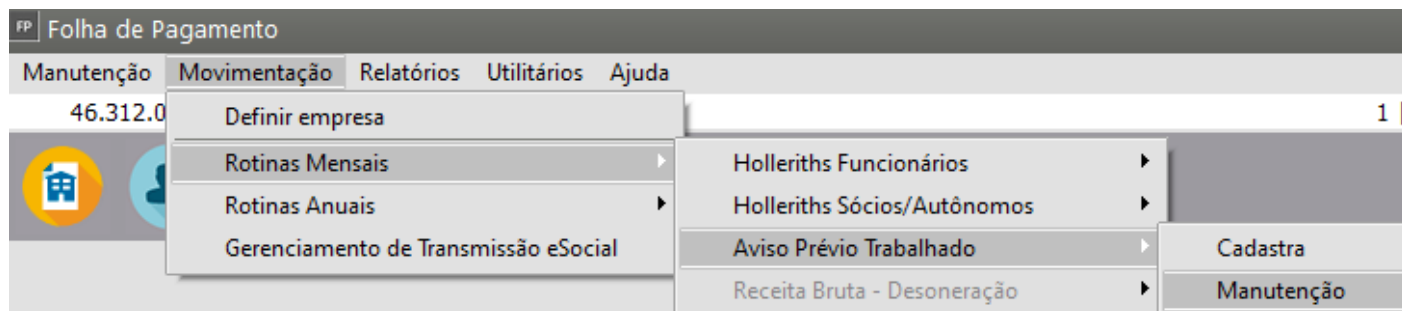 FP Folha de Pagamento
Manutenção Movimentação Relatórios Utilitários Ajuda
46.312.0 1
Definir empresa
Rotinas Mensais
Rotinas Anuais
Gerenciamento de Transmissão eSocial
Holleriths Funcionários
Holleriths Sócios/Autônomos
Aviso Prévio Trabalhado
Receita Bruta - Desoneração
Cadastra
Manutenção